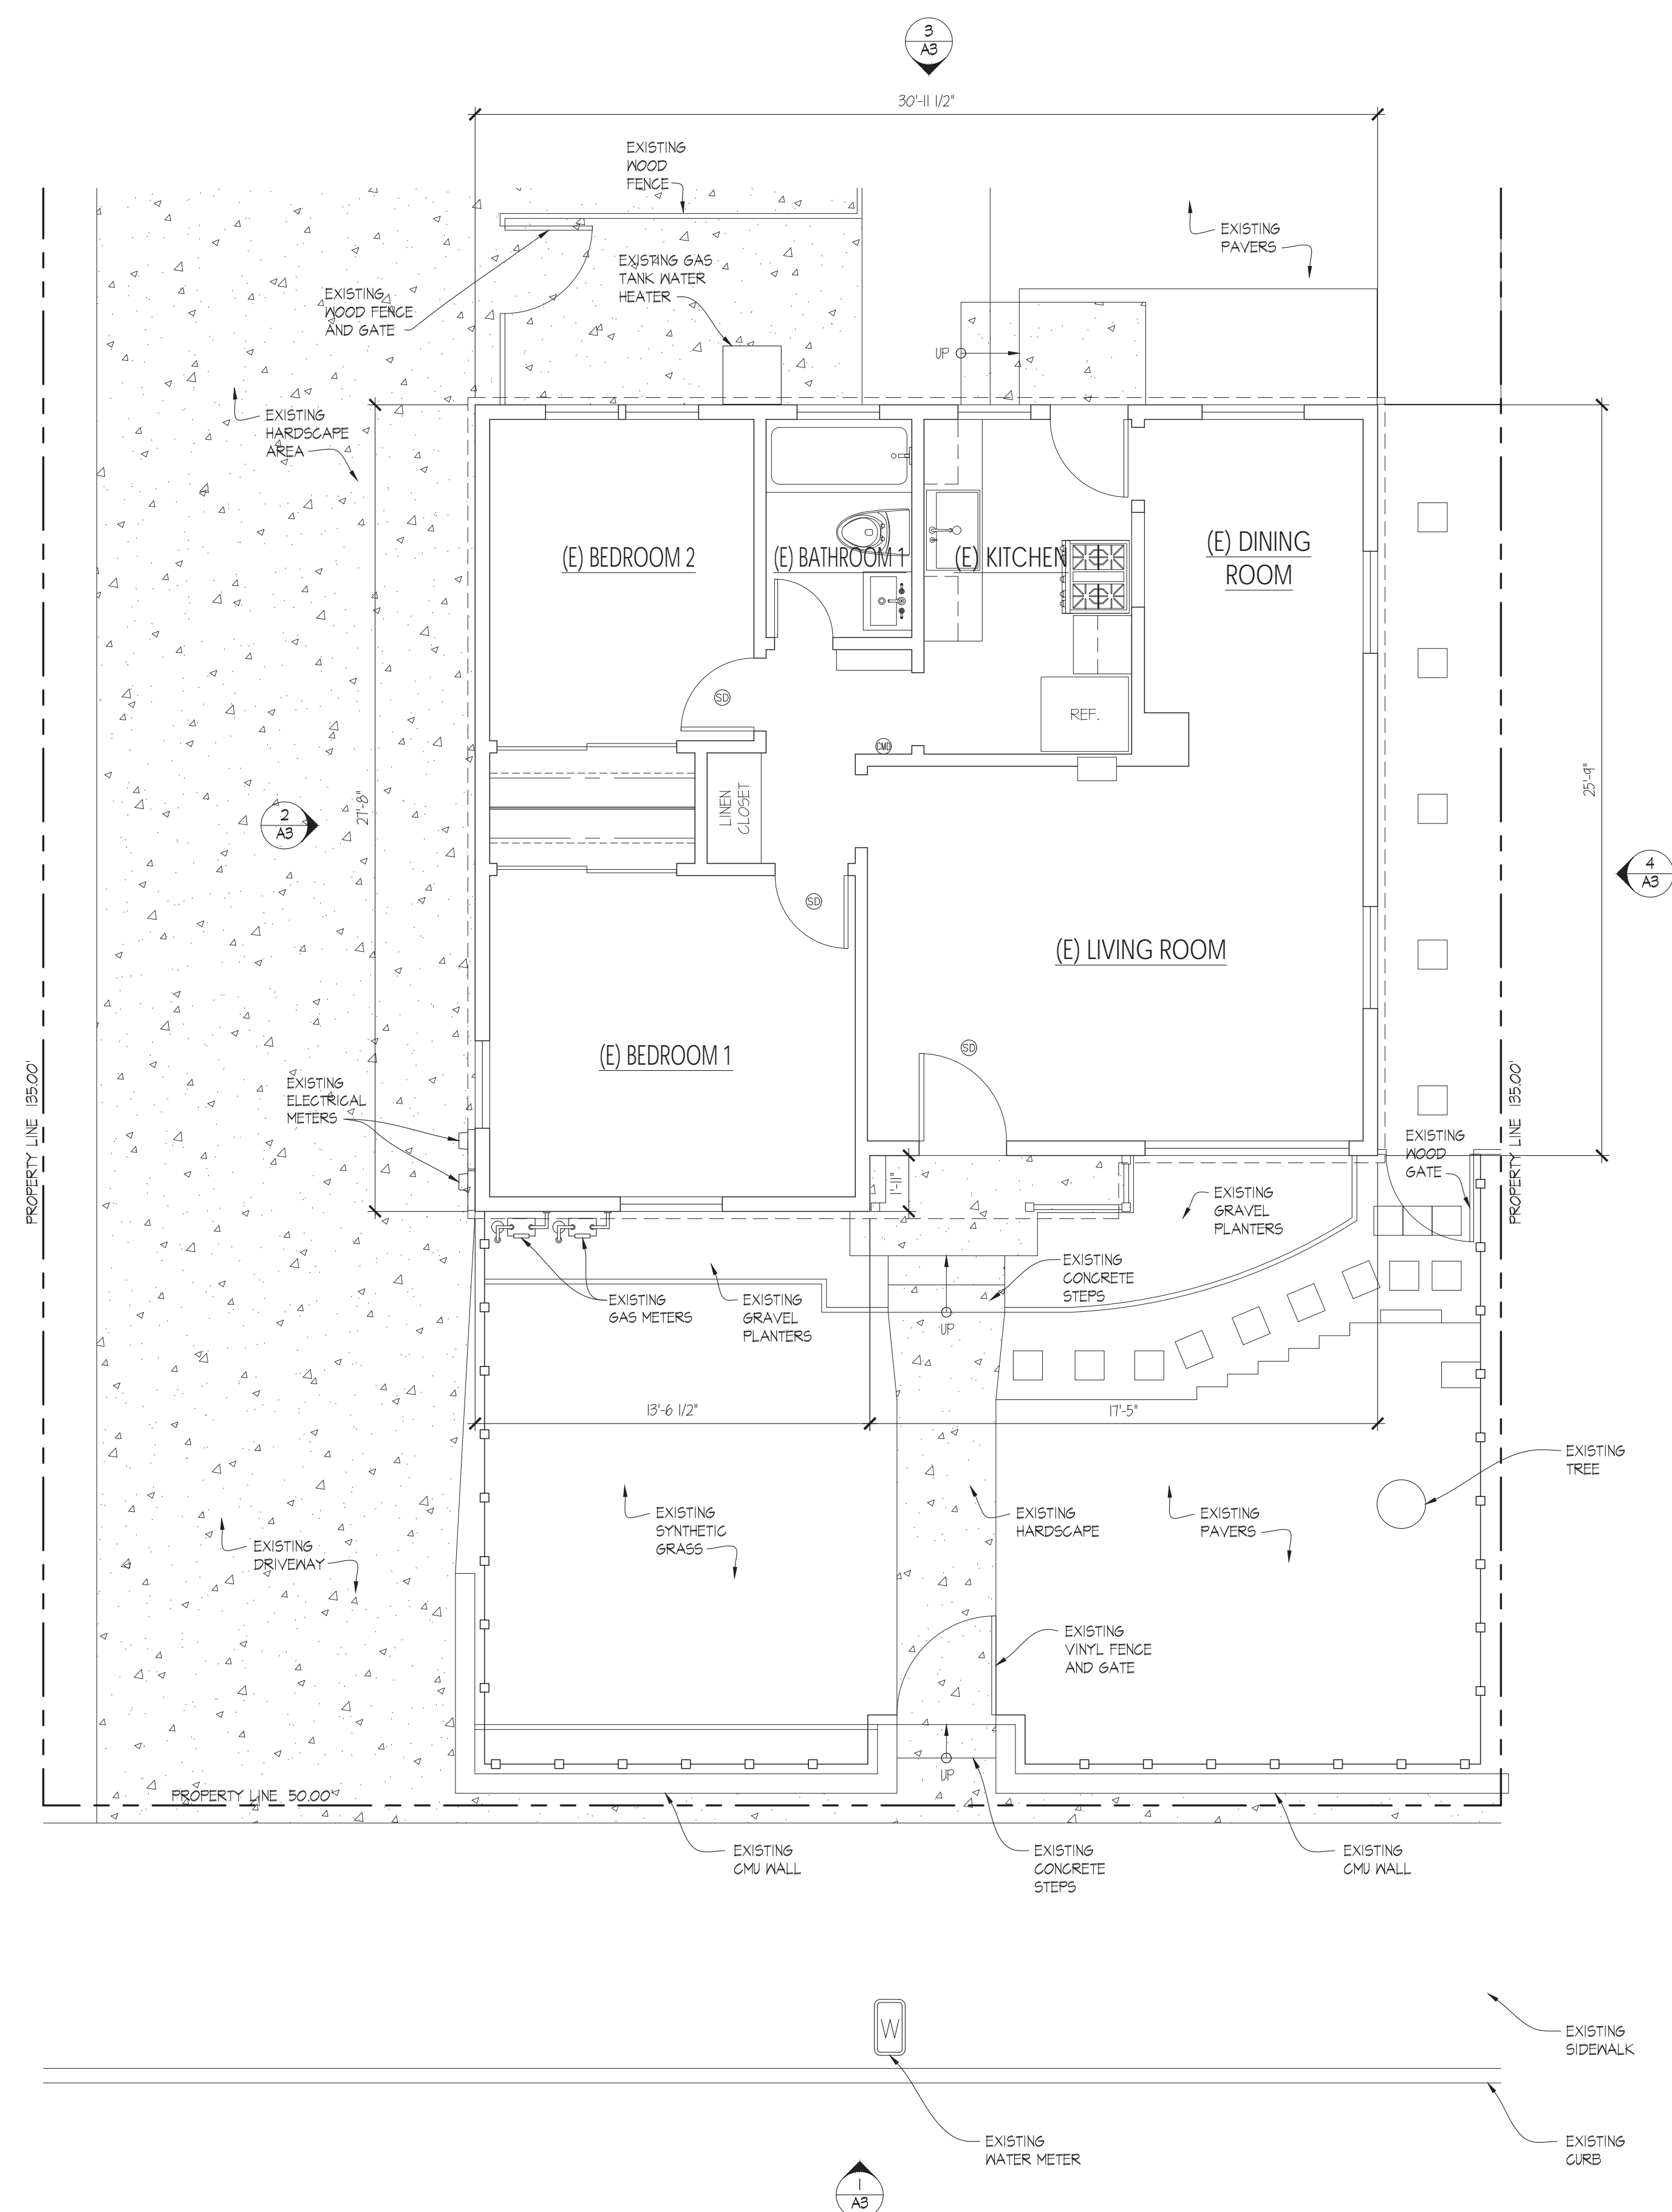 3
A3
30'-11 1/2"
EXISTING
WOOD
FENCE
EXISTING
PAVERS
EXISTING GAS
TANK WATER
HEATER
EXISTING
WOOD FENCE
AND GATE
UP
EXISTING
HARDSCAPE
AREA
(E) BEDROOM 2
(E) BATHROOM 1
(E) KITCHEN
(E) DINING
ROOM
SD
REF.
CMD
LINEN
CLOSET
27'-8"
25'-9"
2
A3
4
A3
SD
(E) LIVING ROOM
SD
(E) BEDROOM 1
EXISTING
ELECTRICAL
METERS
PROPERTY LINE 135.00'
PROPERTY LINE 135.00'
EXISTING
WOOD
GATE
1'-11"
EXISTING
GRAVEL
PLANTERS
EXISTING
CONCRETE
STEPS
EXISTING
GAS METERS
EXISTING
GRAVEL
PLANTERS
UP
13'-6 1/2"
17'-5"
EXISTING
TREE
EXISTING
SYNTHETIC
GRASS
EXISTING
HARDSCAPE
EXISTING
PAVERS
EXISTING
DRIVEWAY
EXISTING
VINYL FENCE
AND GATE
UP
PROPERTY LINE 50.00'
EXISTING
CMU WALL
EXISTING
CONCRETE
STEPS
EXISTING
CMU WALL
W
EXISTING
SIDEWALK
EXISTING
WATER METER
EXISTING
CURB
1
A3